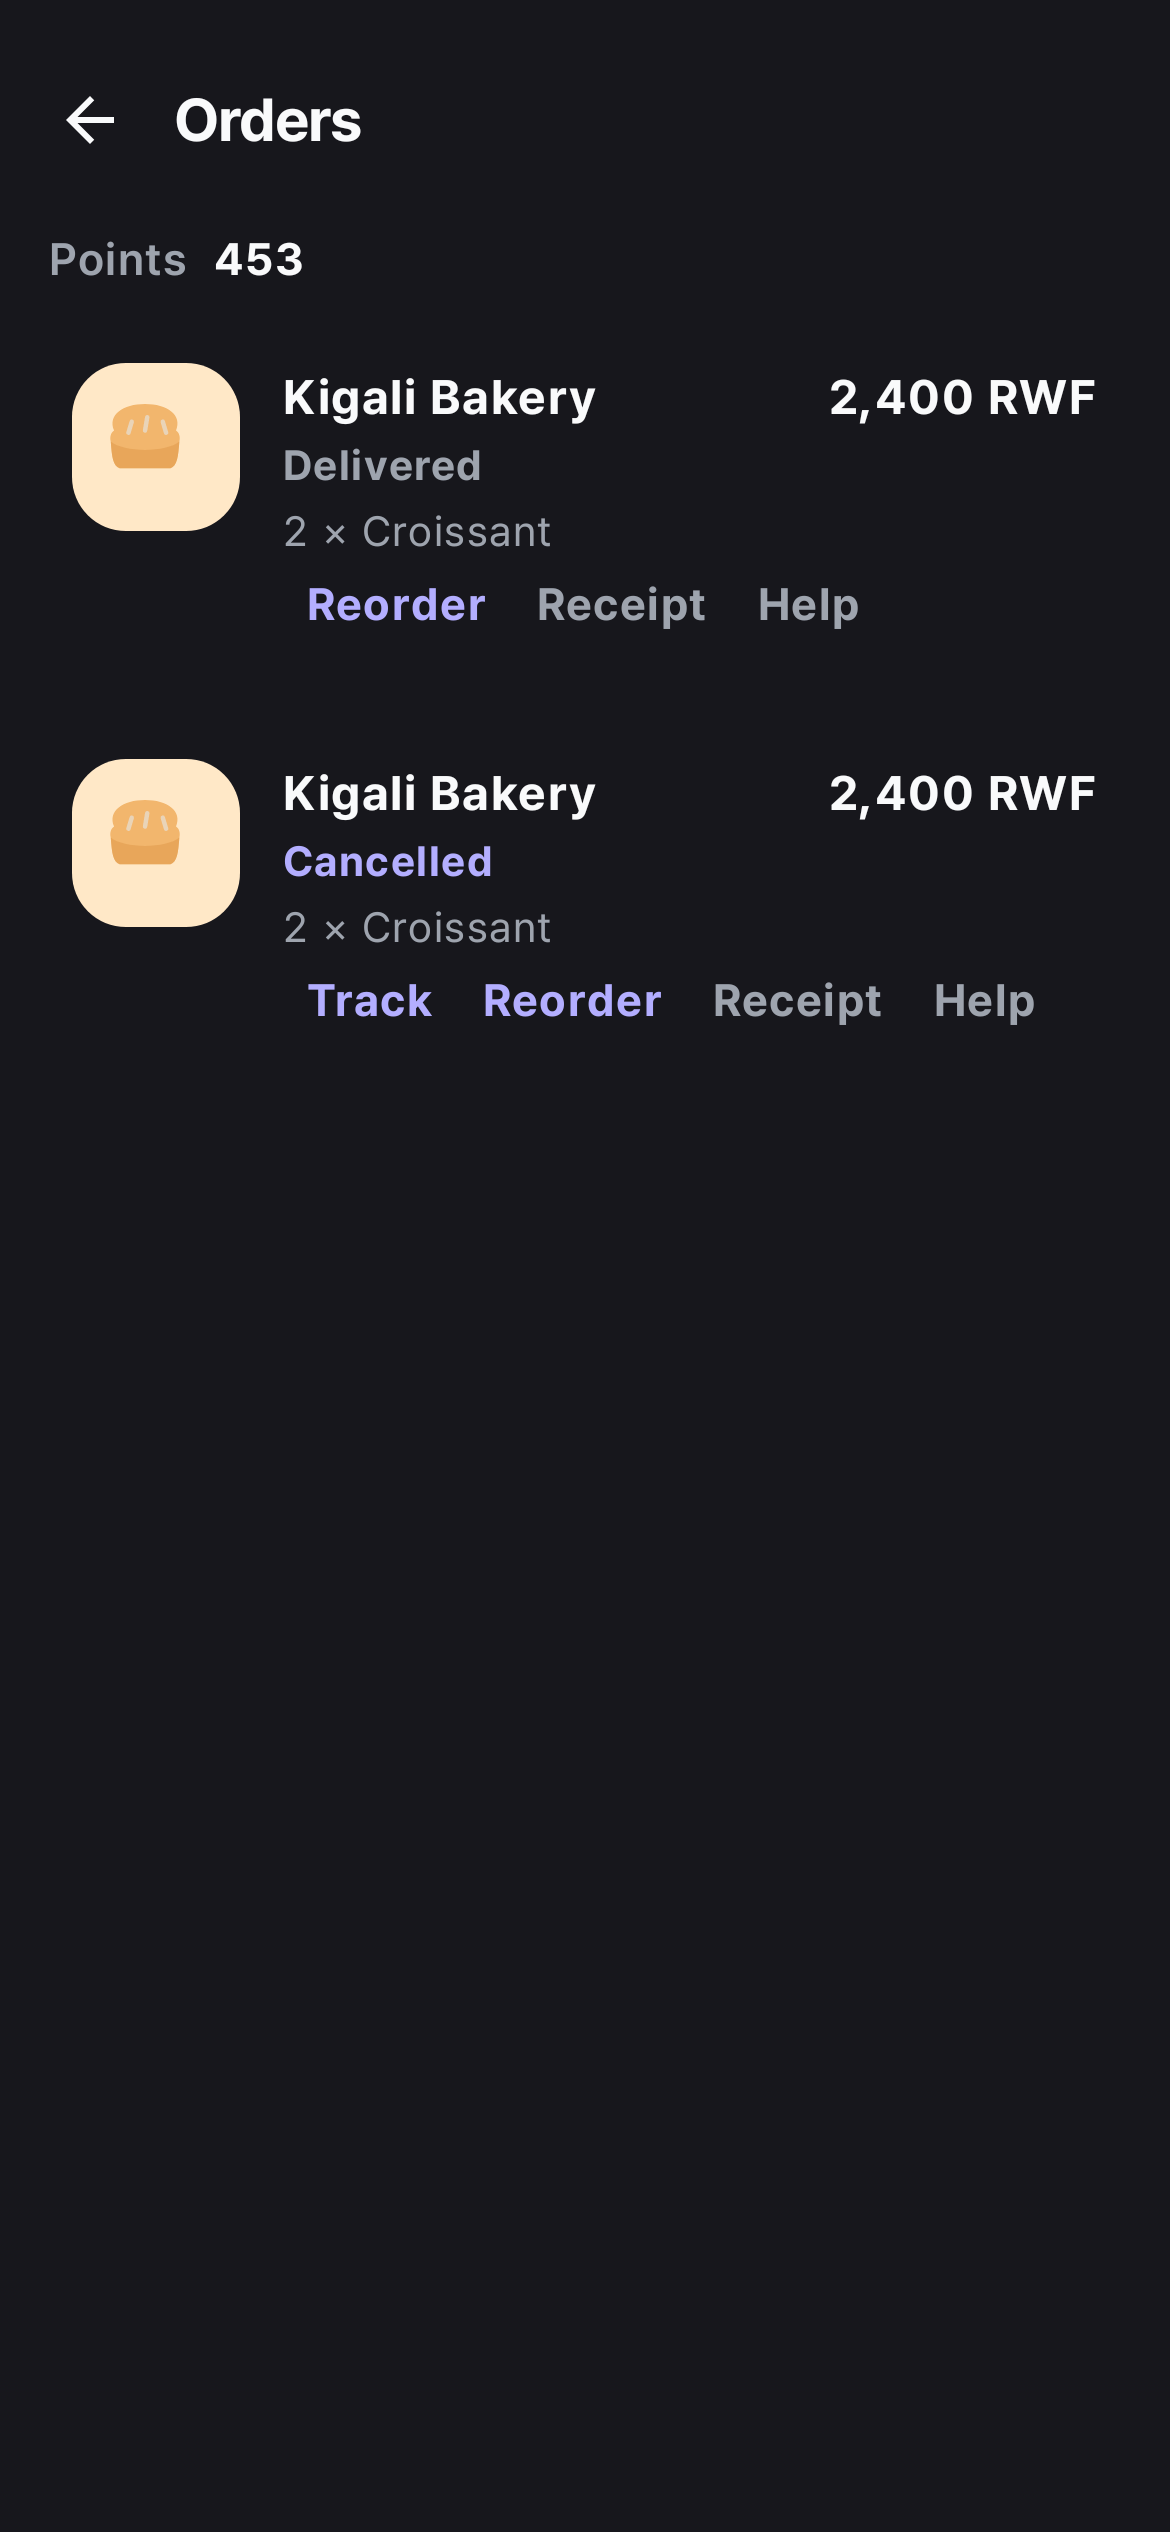 Orders
Points 453
Kigali Bakery 2,400 RWF
Delivered
2 × Croissant
Reorder Receipt Help
Kigali Bakery 2,400 RWF
Cancelled
2 × Croissant
Track Reorder Receipt Help